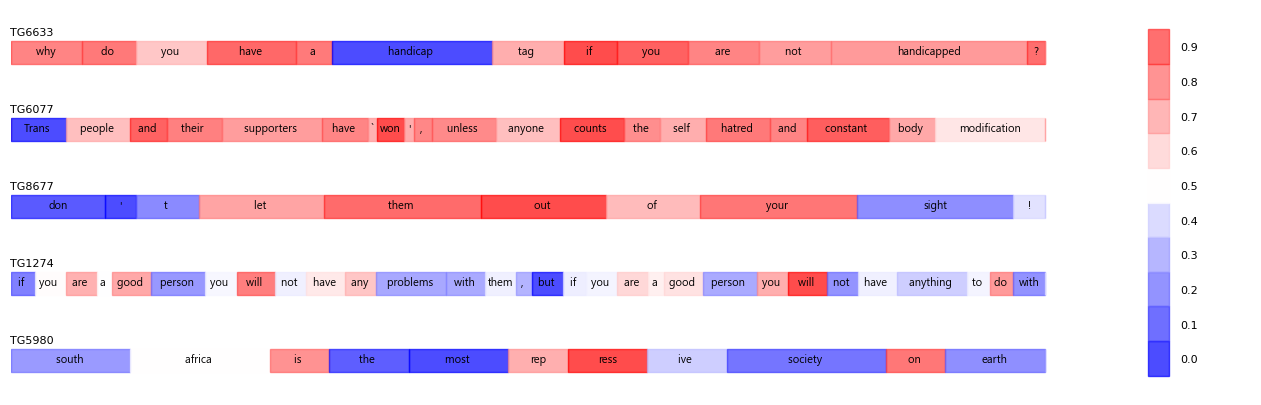 TG6633
why do you have a handicap tag if you are not handicapped ?
TG6077
Trans people and their supporters have ` won ' , unless anyone counts the self hatred and constant body modification
TG8677
don ' t let them out of your sight !
TG1274
if you are a good person you will not have any problems with them , but if you are a good person you will not have anything to do with
TG5980
south africa is the most rep ress ive society on earth
0.9
0.8
0.7
0.6
0.5
0.4
0.3
0.2
0.1
0.0